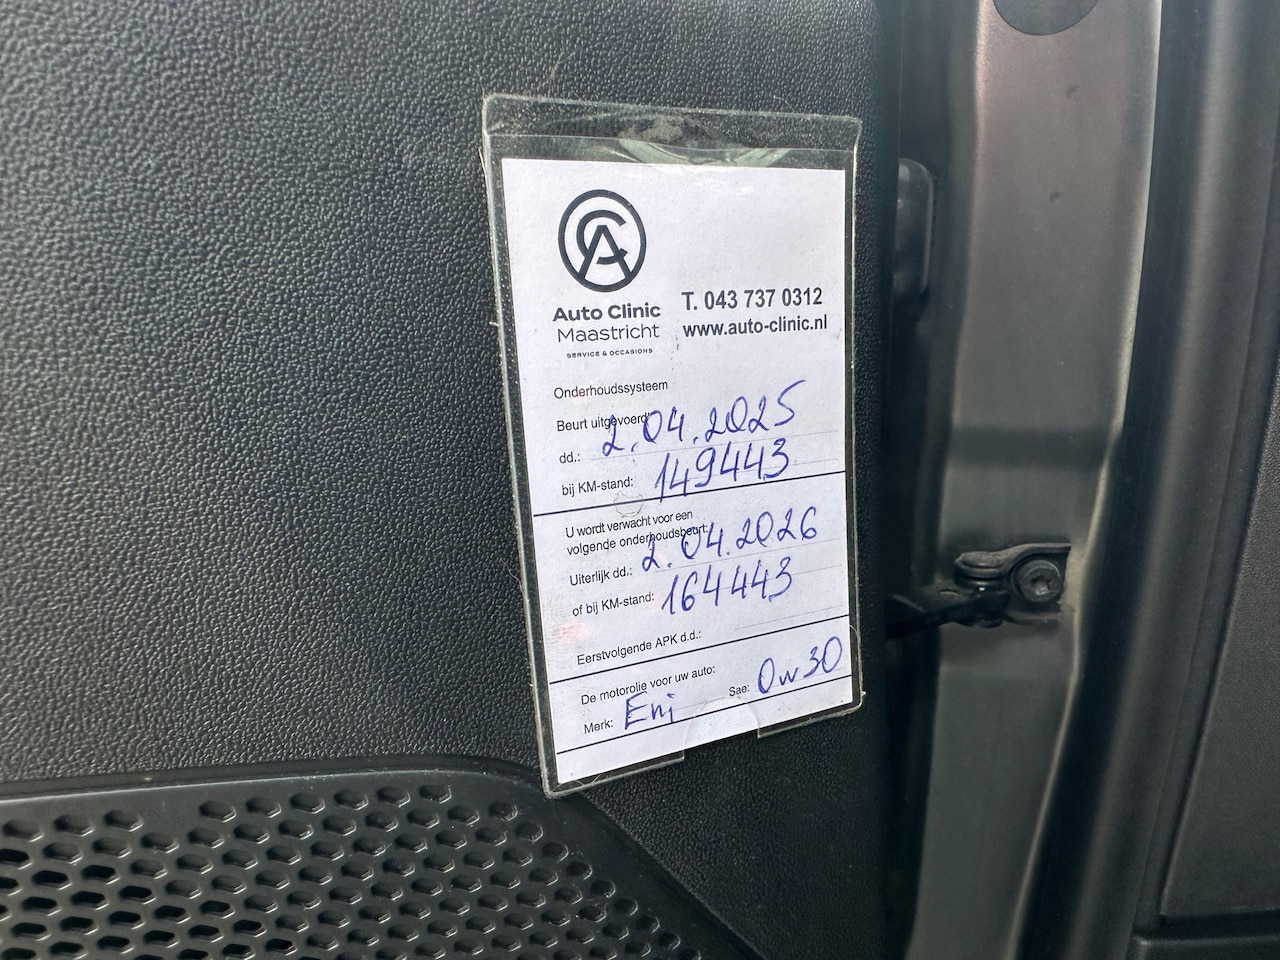 CA
Auto Clinic
Maastricht
SERVICE & OCCASIONS
T. 043 737 0312
www.auto-clinic.nl
Onderhoudssysteem
Beurt uitgevoerd
dd.: 2.04.2025
bij KM-stand: 149443
U wordt verwacht voor een
volgende onderhoudsbeurt:
Uiterlijk dd.: 2.04.2026
of bij KM-stand: 164443
Eerstvolgende APK d.d.:
De motorolie voor uw auto:
Merk: Eni Sae: 0w30